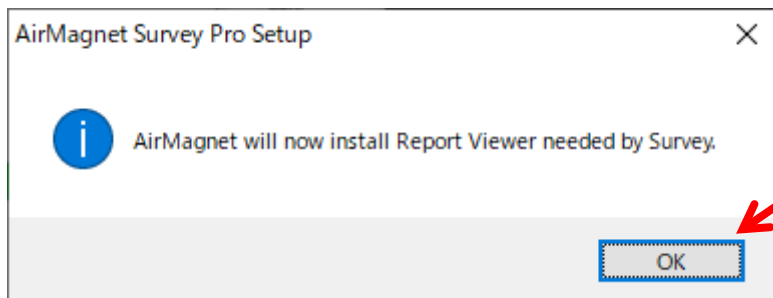 AirMagnet Survey Pro Setup
AirMagnet will now install Report Viewer needed by Survey.
OK